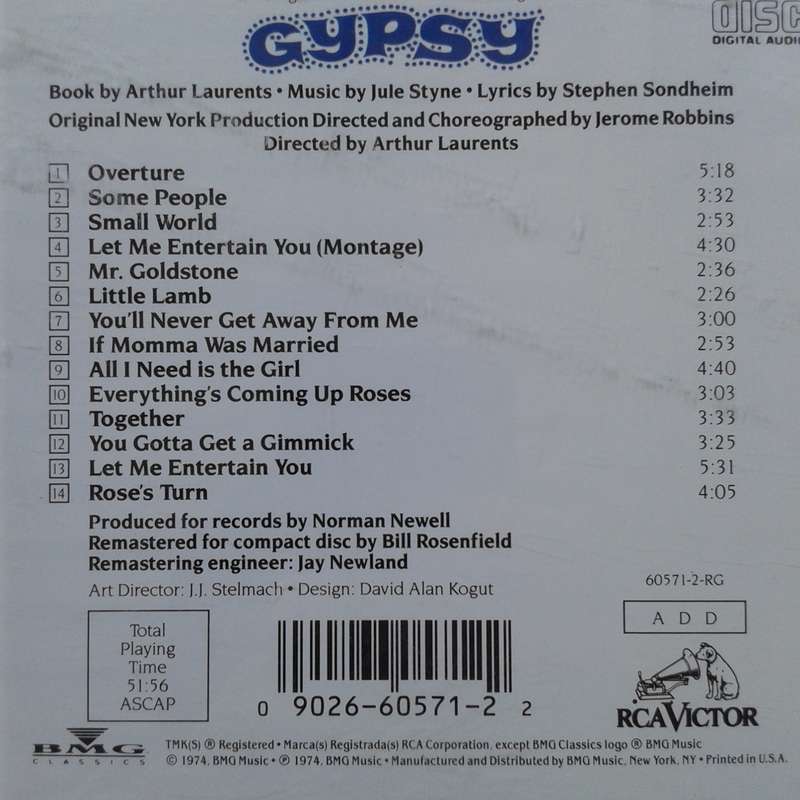 DISC
DIGITAL AUDIO
GYPSY
Book by Arthur Laurents • Music by Jule Styne • Lyrics by Stephen Sondheim
Original New York Production Directed and Choreographed by Jerome Robbins
Directed by Arthur Laurents
1 Overture 5:18
2 Some People 3:32
3 Small World 2:53
4 Let Me Entertain You (Montage) 4:30
5 Mr. Goldstone 2:36
6 Little Lamb 2:26
7 You'll Never Get Away From Me 3:00
8 If Momma Was Married 2:53
9 All I Need is the Girl 4:40
10 Everything's Coming Up Roses 3:03
11 Together 3:33
12 You Gotta Get a Gimmick 3:25
13 Let Me Entertain You 5:31
14 Rose's Turn 4:05
Produced for records by Norman Newell
Remastered for compact disc by Bill Rosenfield
Remastering engineer: Jay Newland
Art Director: J.J. Stelmach • Design: David Alan Kogut
60571-2-RG
ADD
Total
Playing
Time
51:56
ASCAP
0 9026-60571-2 2
RCA VICTOR
BMG
CLASSICS
TMK(S) ® Registered • Marca(s) Registrada(s) RCA Corporation, except BMG Classics logo ® BMG Music
© 1974, BMG Music • ℗ 1974, BMG Music • Manufactured and Distributed by BMG Music, New York, NY • Printed in U.S.A.